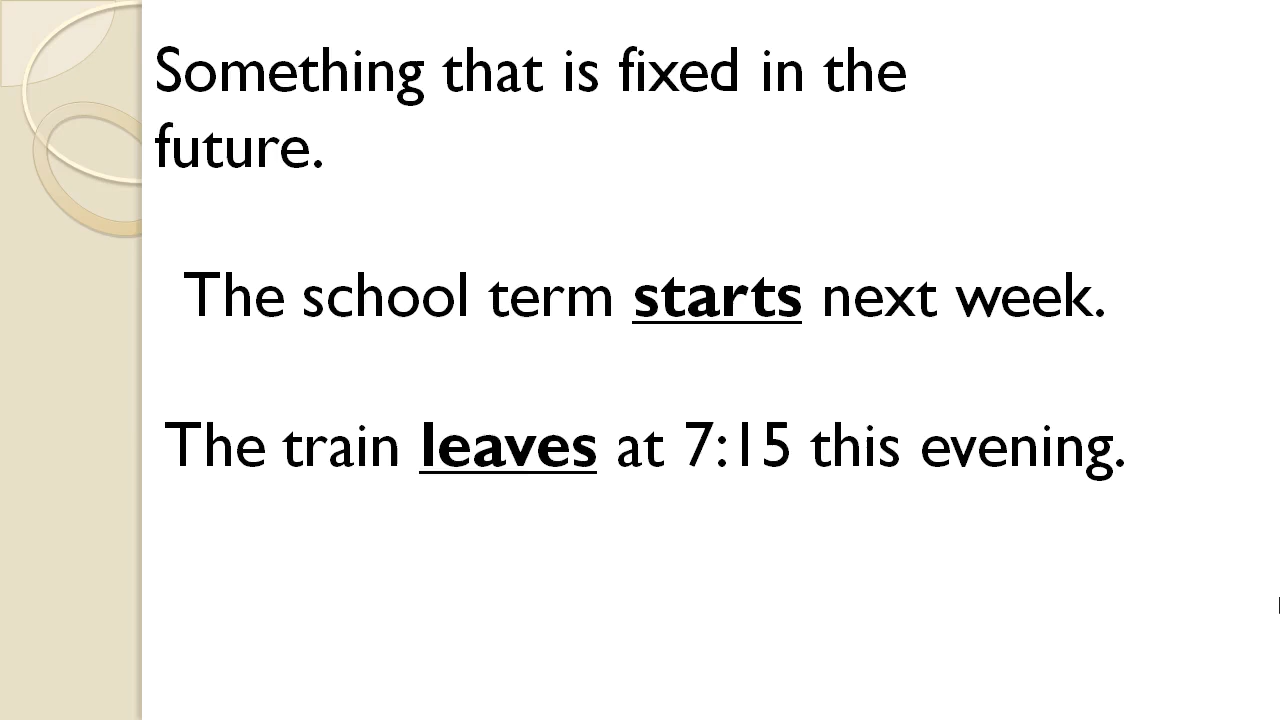 Something that is fixed in the
future.
The school term starts next week.
The train leaves at 7:15 this evening.